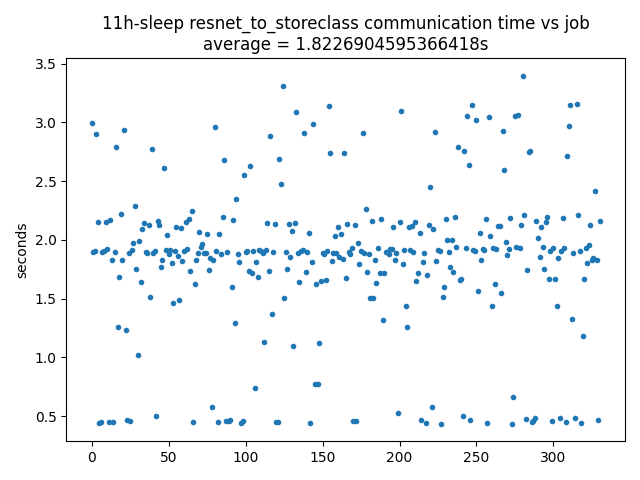 11h-sleep resnet_to_storeclass communication time vs job
average = 1.8226904595366418s
3.5
3.0
2.5
2.0
1.5
1.0
0.5
seconds
0 50 100 150 200 250 300